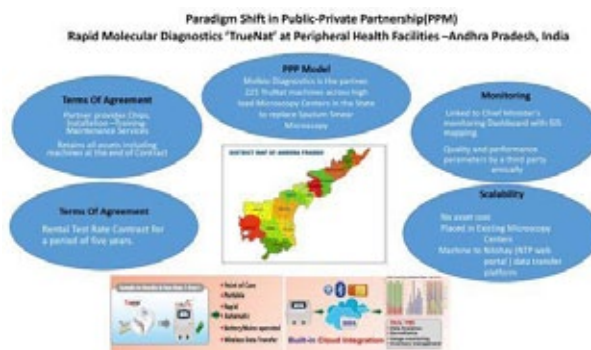 Paradigm Shift in Public-Private Partnership(PPM)
Rapid Molecular Diagnostics 'TrueNat' at Peripheral Health Facilities –Andhra Pradesh, India
PPP Model
MolBio Diagnostics is the partner.
225 TruNat machines across high
load Microscopy Centers in the State
to replace Sputum Smear
Microscopy
Terms Of Agreement
Partner provides Chips,
Installation—Training
Maintenance Services
Retains all assets including
machines at the end of Contract
Terms Of Agreement
Rental Test Rate Contract for
a period of five years.
DISTRICT MAP OF ANDHRA PRADESH
Monitoring
Linked to Chief Minister's
monitoring Dashboard with GIS
mapping
Quality and performance
parameters by a third party
annually
Scalability
No asset cost
Placed in Existing Microscopy
Centers
Machine to Nikshay (NTP web
portal ) data transfer
platform
Point of Care
Portable
Rapid
Automatic
Battery/Mains operated
Wireless Data Transfer
Built-in Cloud Integration